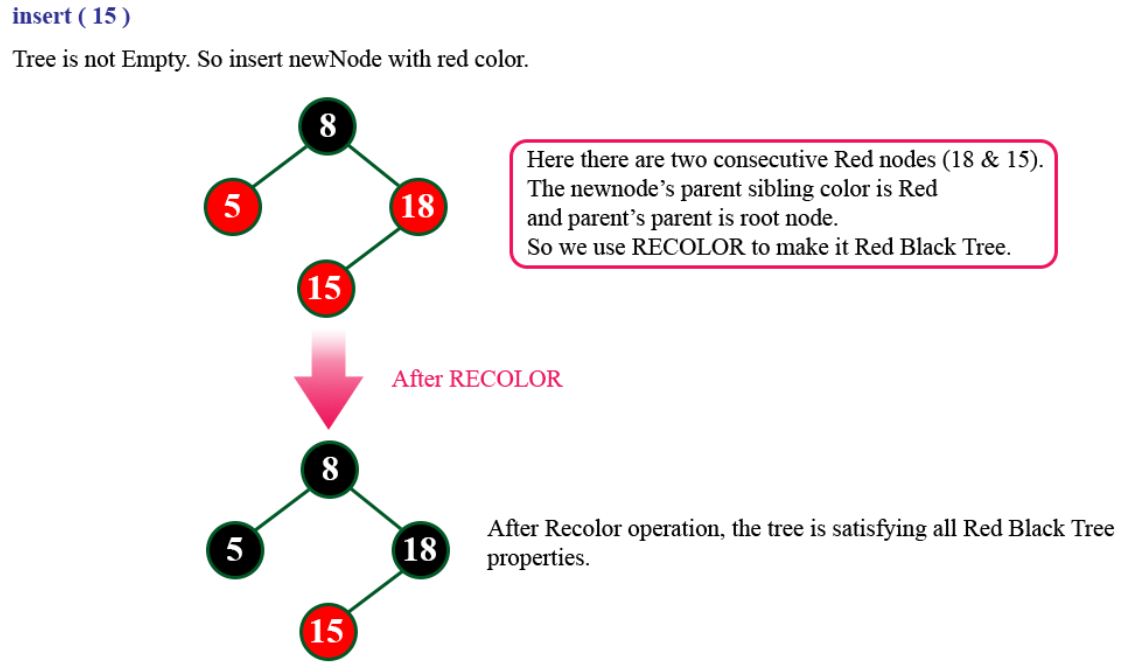 insert ( 15 )
Tree is not Empty. So insert newNode with red color.
8
5
18
15
Here there are two consecutive Red nodes (18 & 15).
The newnode's parent sibling color is Red
and parent's parent is root node.
So we use RECOLOR to make it Red Black Tree.
After RECOLOR
8
5
18
15
After Recolor operation, the tree is satisfying all Red Black Tree
properties.